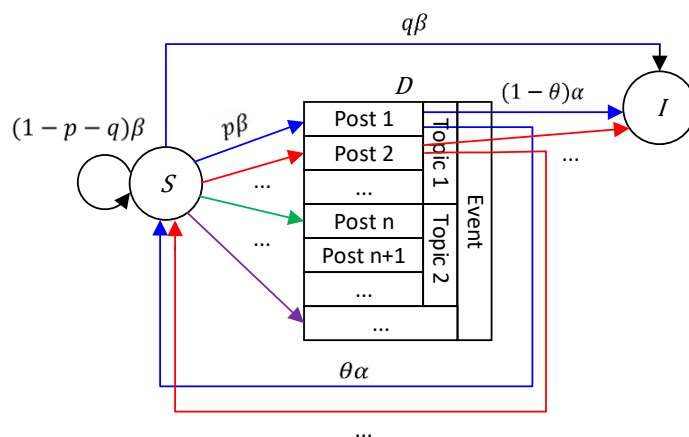 qβ
D
(1 − θ)α
I
(1 − p − q)β
pβ
Post 1
Post 2
...
Topic 1
Event
...
S
...
Post n
Post n+1
...
Topic 2
...
...
...
θα
...